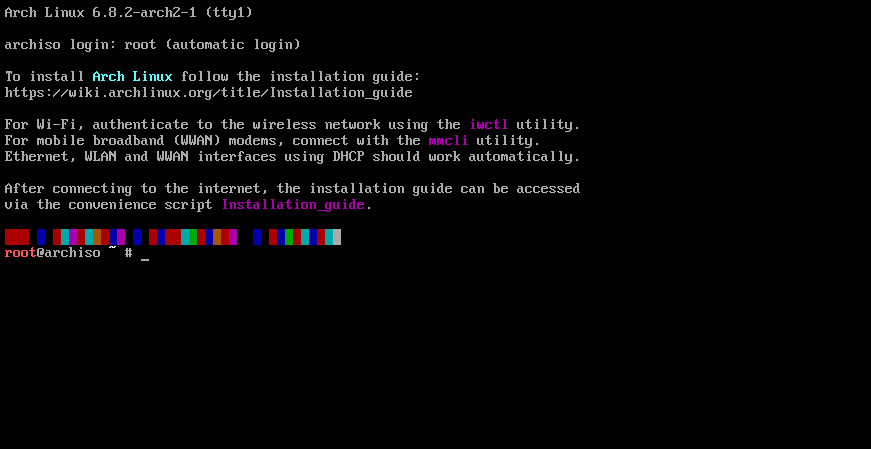 Arch Linux 6.8.2-arch2-1 (tty1)
archiso login: root (automatic login)
To install Arch Linux follow the installation guide:
https://wiki.archlinux.org/title/Installation_guide
For Wi-Fi, authenticate to the wireless network using the iwctl utility.
For mobile broadband (WWAN) modems, connect with the mmcli utility.
Ethernet, WLAN and WWAN interfaces using DHCP should work automatically.
After connecting to the internet, the installation guide can be accessed
via the convenience script Installation_guide.
root@archiso ~ # _